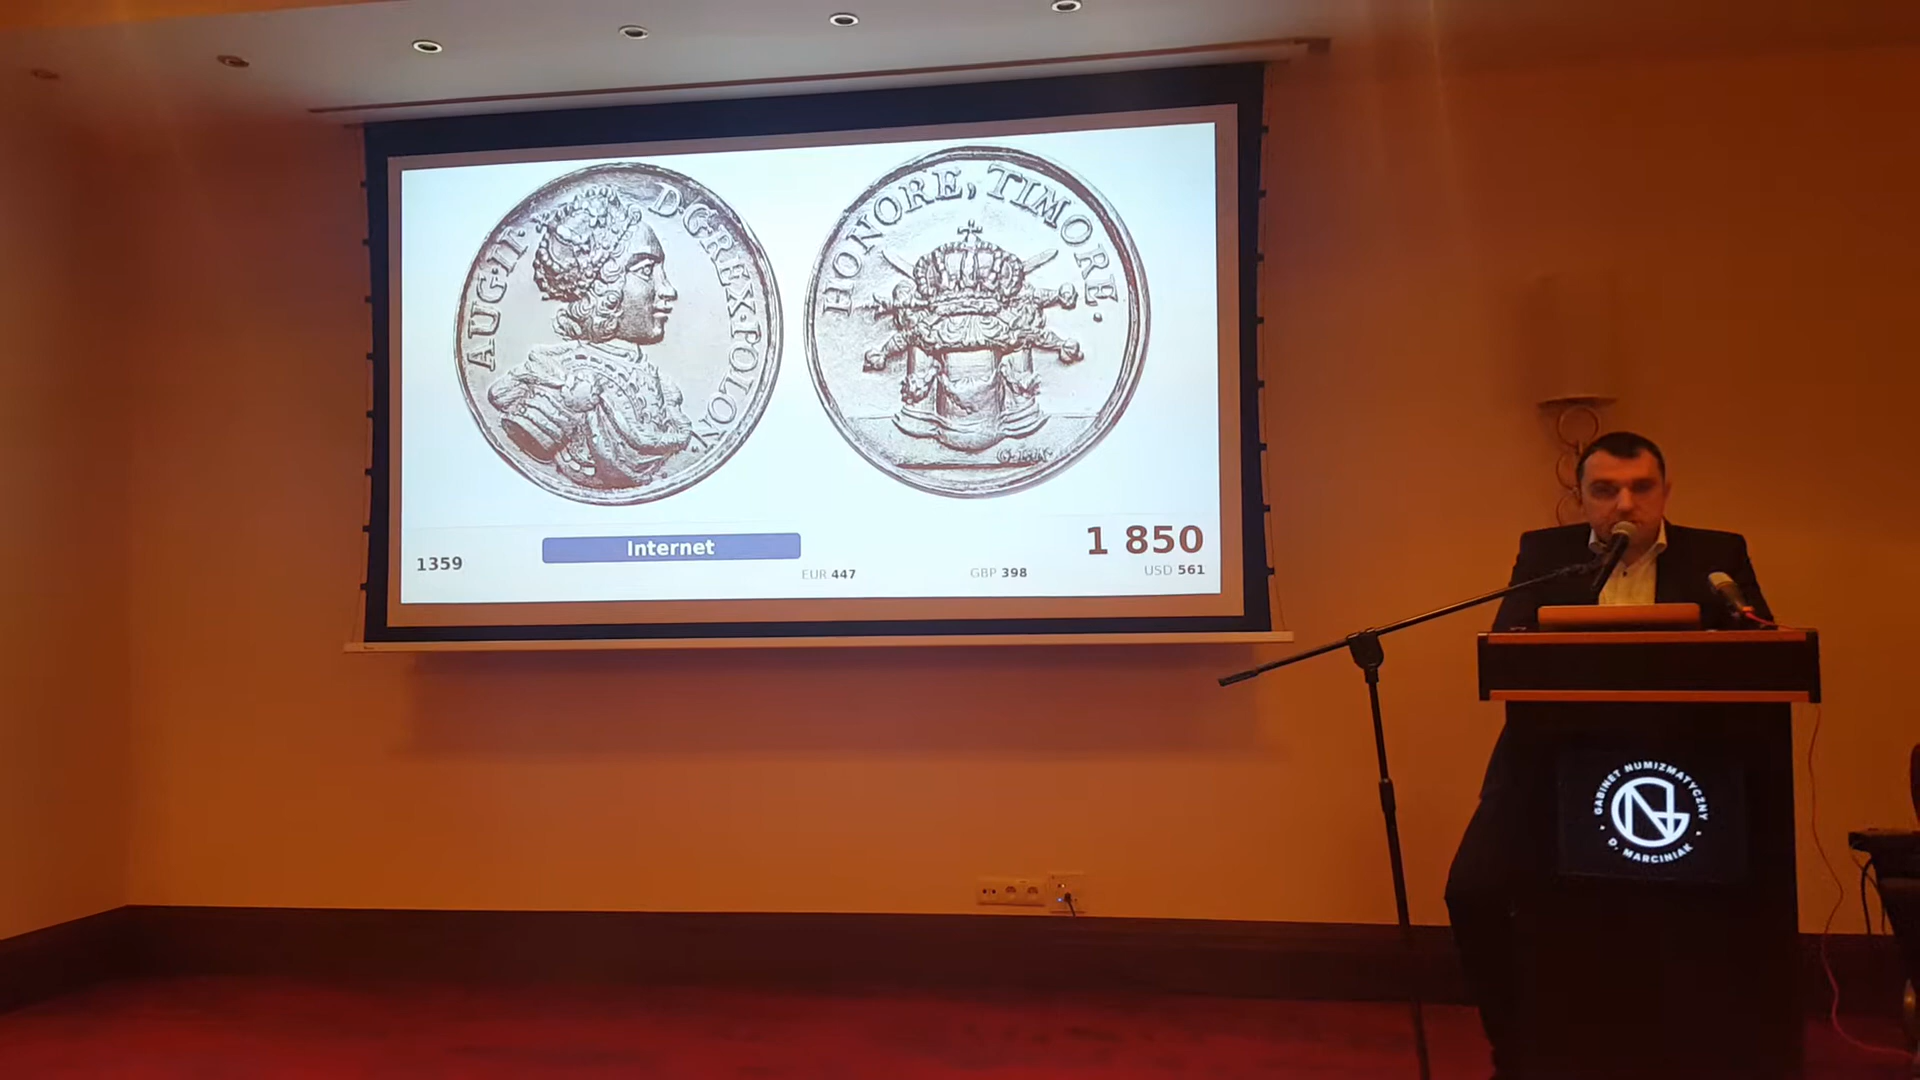 AUG·II· D·G·REX·POLON·
HONORE, TIMORE.
1359
Internet
1 850
EUR 447
GBP 398
USD 561
GABINET NUMIZMATYCZNY
D. MARCINIAK